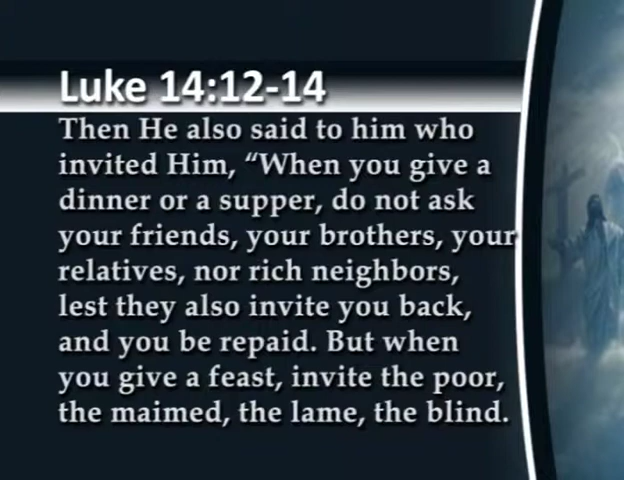 Luke 14:12-14
Then He also said to him who
invited Him, “When you give a
dinner or a supper, do not ask
your friends, your brothers, your
relatives, nor rich neighbors,
lest they also invite you back,
and you be repaid. But when
you give a feast, invite the poor,
the maimed, the lame, the blind.